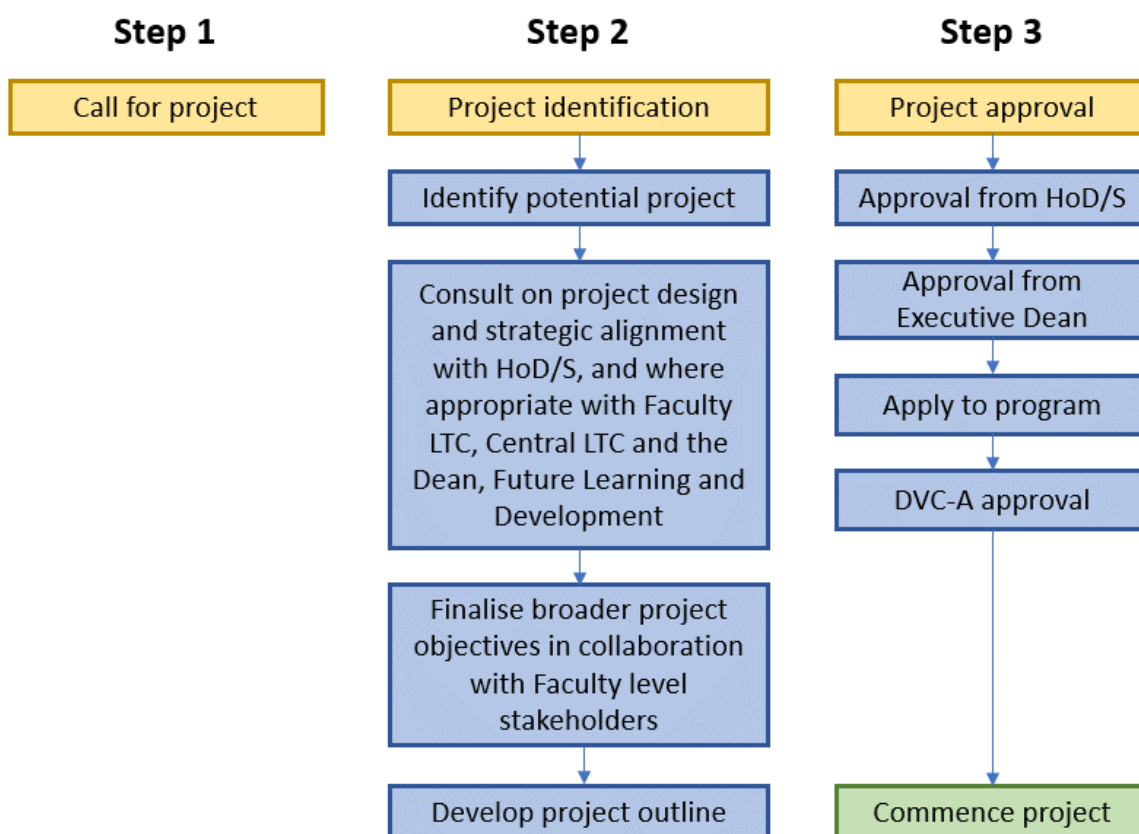 Step 1
Call for project
Step 2
Project identification
Identify potential project
Consult on project design
and strategic alignment
with HoD/S, and where
appropriate with Faculty
LTC, Central LTC and the
Dean, Future Learning and
Development
Finalise broader project
objectives in collaboration
with Faculty level
stakeholders
Develop project outline
Step 3
Project approval
Approval from HoD/S
Approval from
Executive Dean
Apply to program
DVC-A approval
Commence project